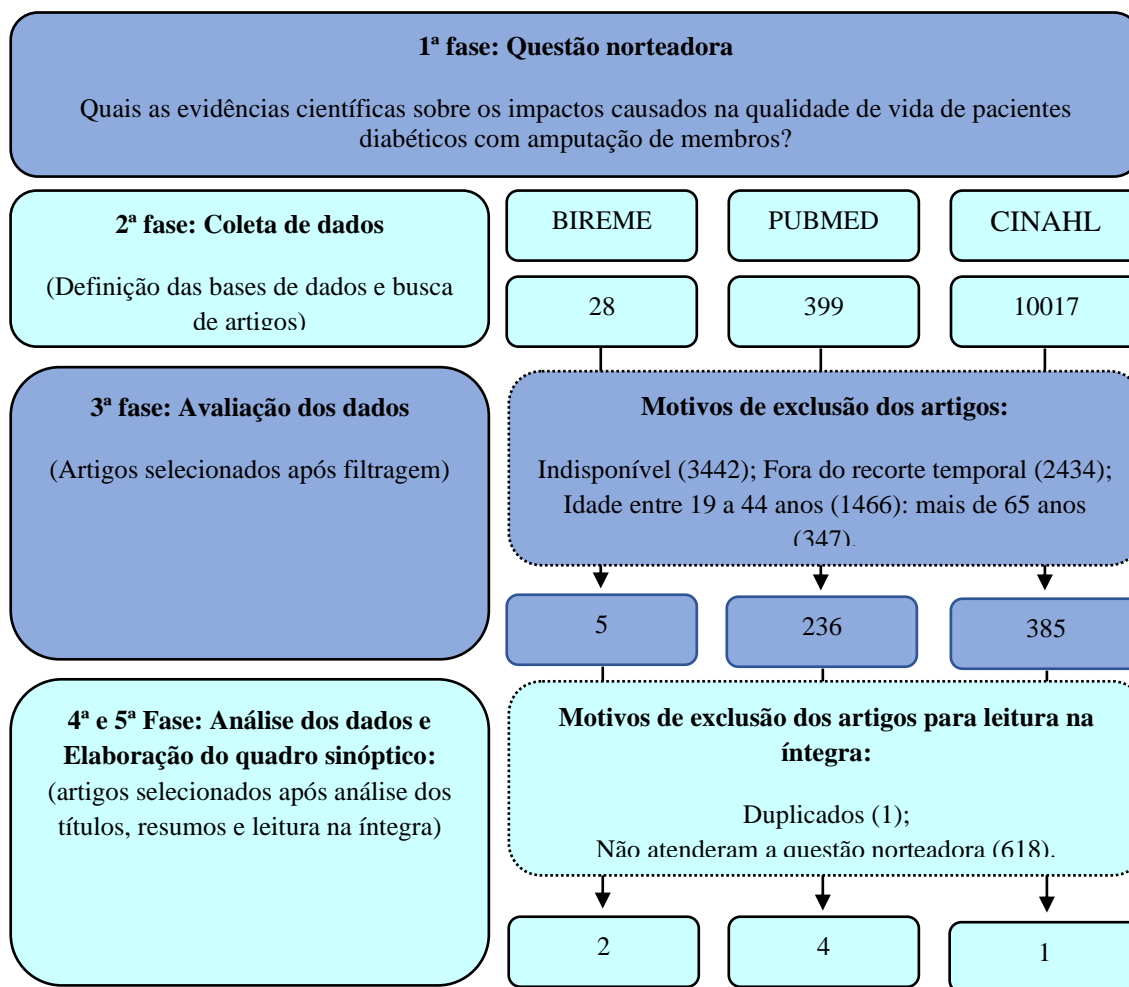 1ª fase: Questão norteadora
Quais as evidências científicas sobre os impactos causados na qualidade de vida de pacientes
diabéticos com amputação de membros?
2ª fase: Coleta de dados
(Definição das bases de dados e busca
de artigos)
BIREME
PUBMED
CINAHL
28
399
10017
3ª fase: Avaliação dos dados
(Artigos selecionados após filtragem)
Motivos de exclusão dos artigos:
Indisponível (3442); Fora do recorte temporal (2434);
Idade entre 19 a 44 anos (1466): mais de 65 anos
(347).
5
236
385
4ª e 5ª Fase: Análise dos dados e
Elaboração do quadro sinóptico:
(artigos selecionados após análise dos
títulos, resumos e leitura na íntegra)
Motivos de exclusão dos artigos para leitura na
íntegra:
Duplicados (1);
Não atenderam a questão norteadora (618).
2
4
1